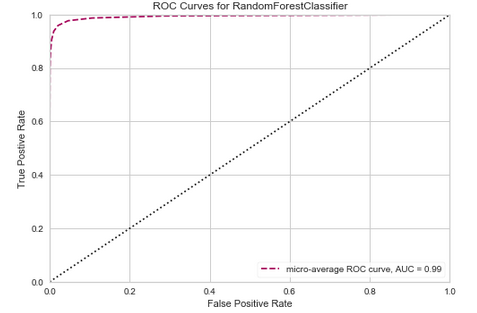 ROC Curves for RandomForestClassifier
1.0
0.8
0.6
0.4
0.2
0.0
True Postive Rate
0.0 0.2 0.4 0.6 0.8 1.0
False Positive Rate
micro-average ROC curve, AUC = 0.99